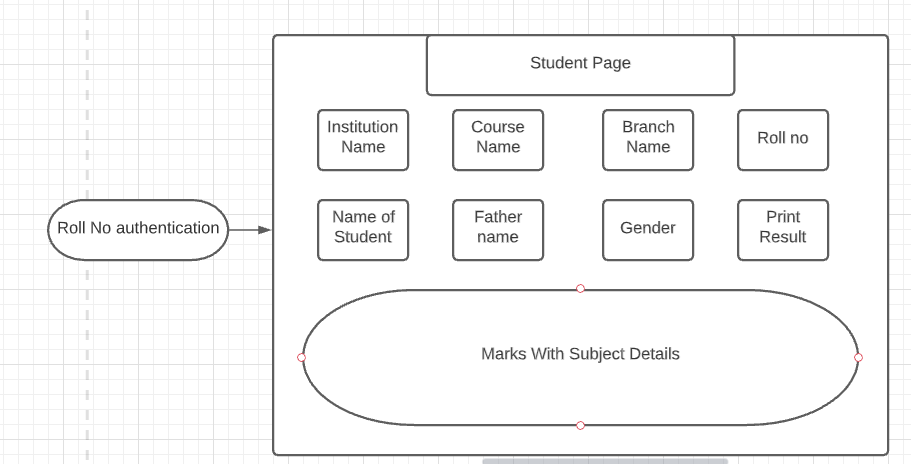 Student Page
Institution
Name
Course
Name
Branch
Name
Roll no
Roll No authentication
Name of
Student
Father
name
Gender
Print
Result
Marks With Subject Details